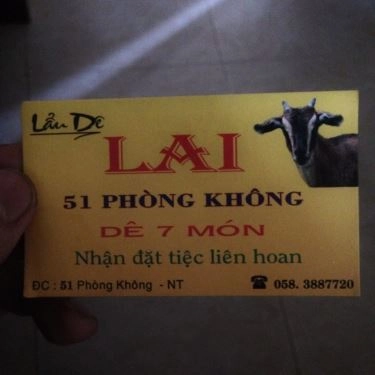 Lẩu Dê
LAI
51 PHÒNG KHÔNG
DÊ 7 MÓN
Nhận đặt tiệc liên hoan
ĐC : 51 Phòng Không - NT
☎ 058. 3887720